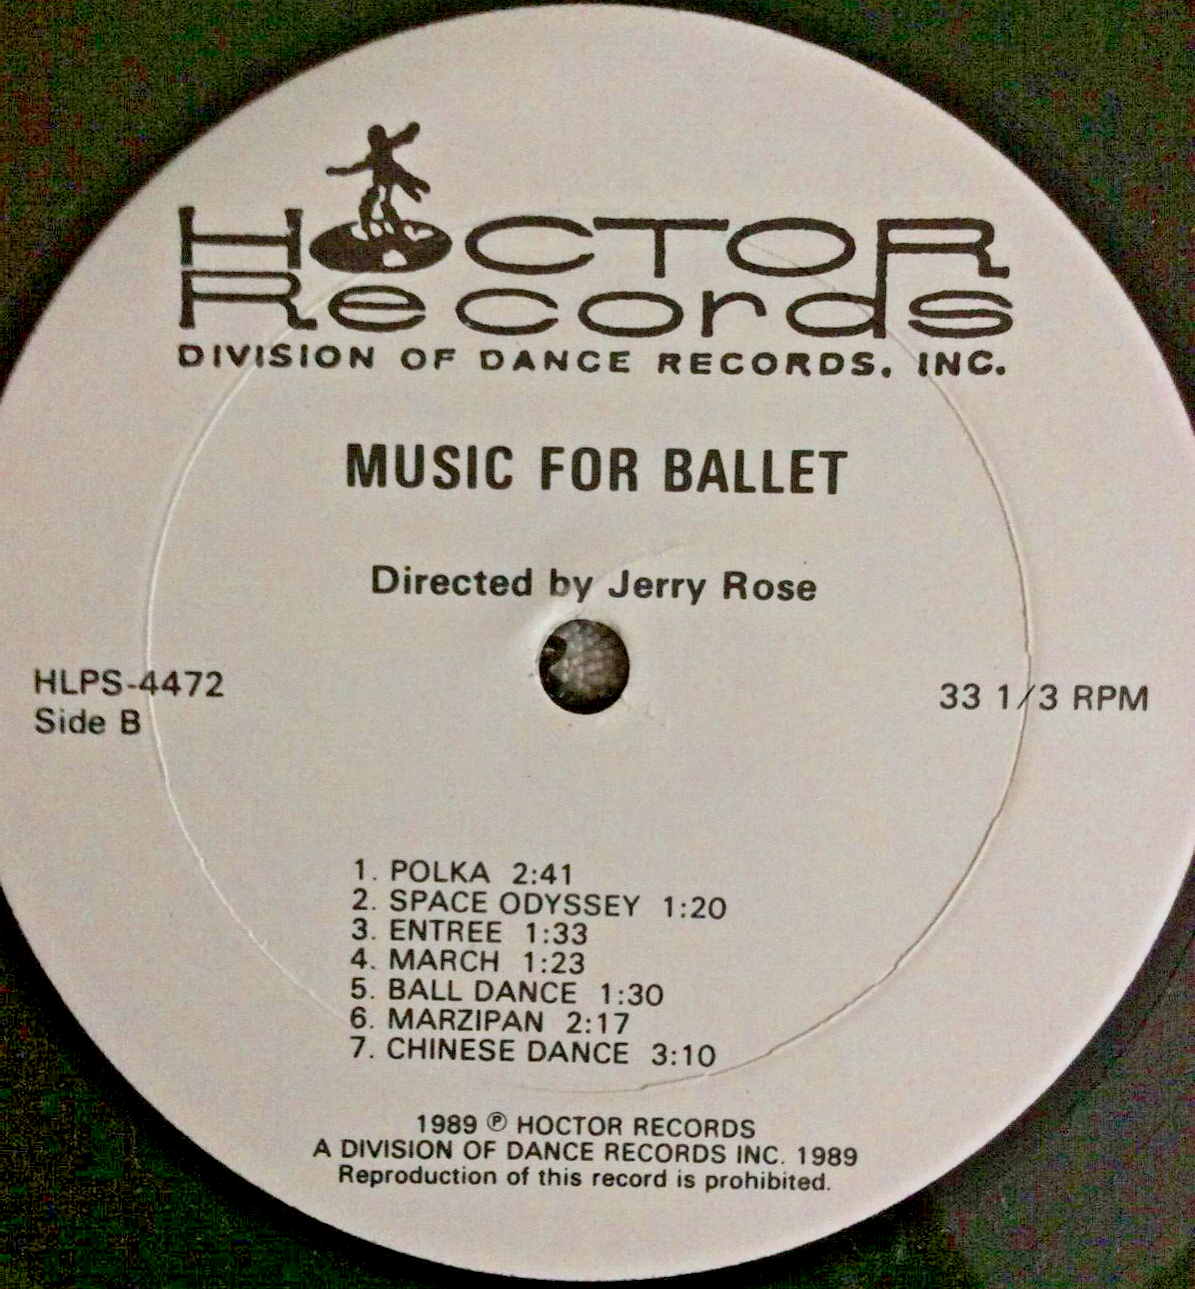 HOCTOR
Records
DIVISION OF DANCE RECORDS, INC.
MUSIC FOR BALLET
Directed by Jerry Rose
HLPS-4472
Side B
33 1/3 RPM
1. POLKA 2:41
2. SPACE ODYSSEY 1:20
3. ENTREE 1:33
4. MARCH 1:23
5. BALL DANCE 1:30
6. MARZIPAN 2:17
7. CHINESE DANCE 3:10
1989 ℗ HOCTOR RECORDS
A DIVISION OF DANCE RECORDS INC. 1989
Reproduction of this record is prohibited.